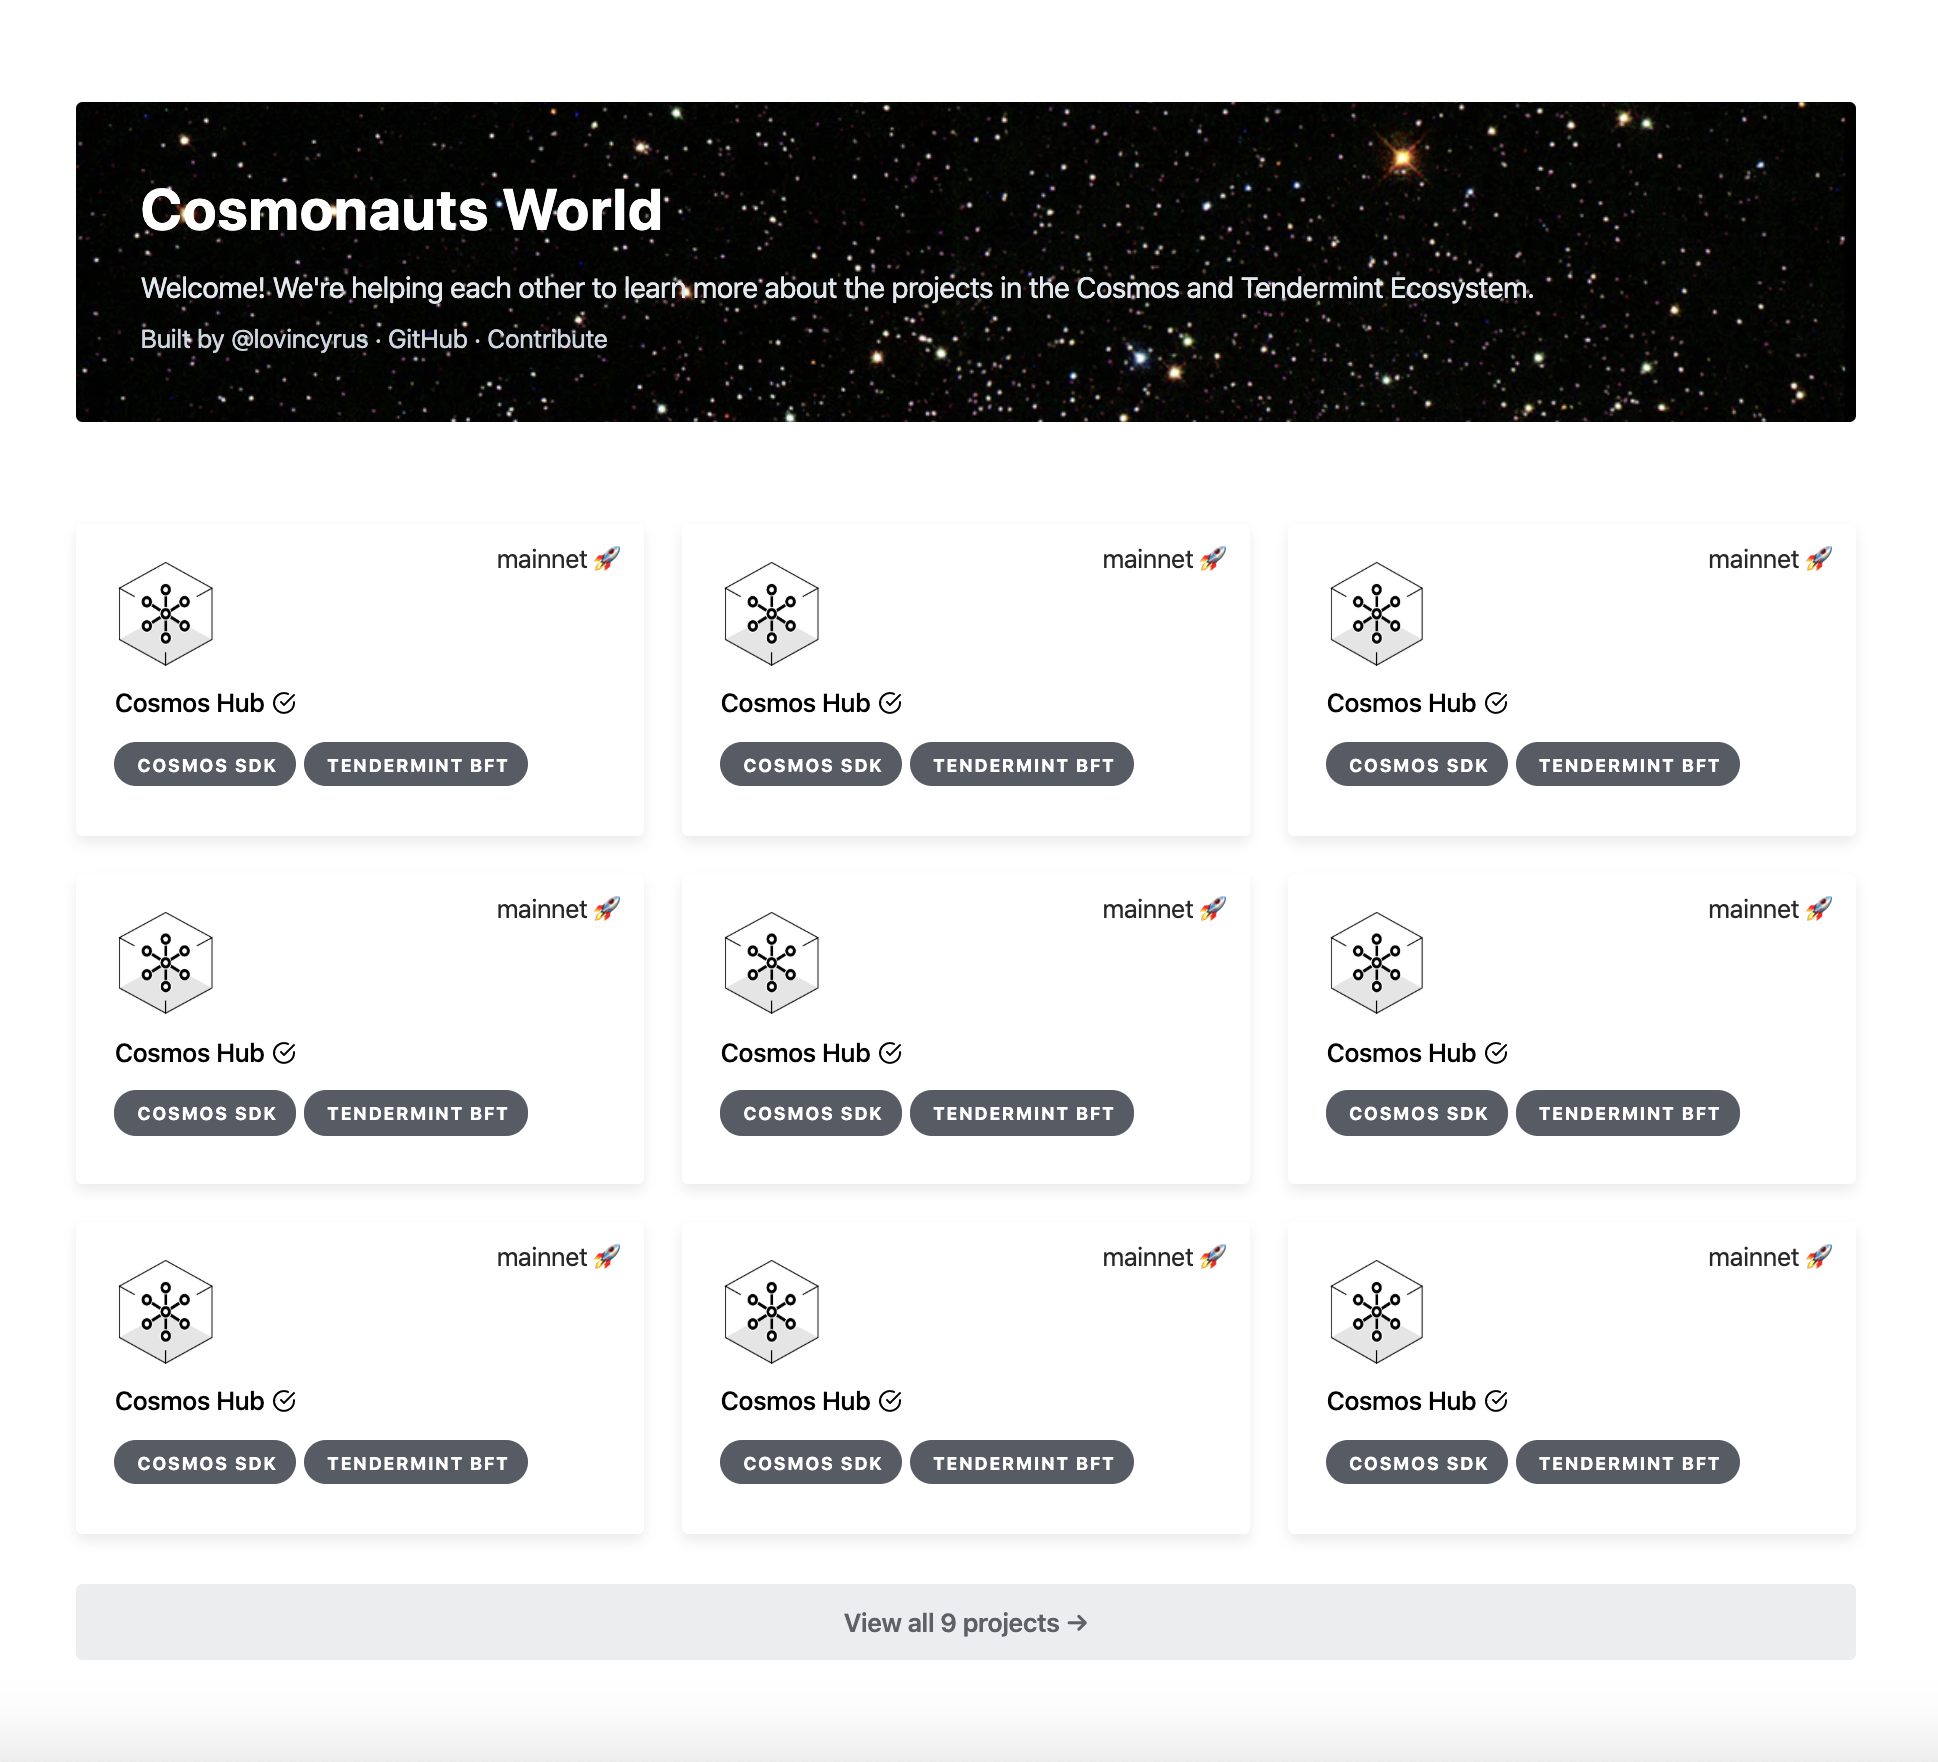 Cosmonauts World
Welcome! We're helping each other to learn more about the projects in the Cosmos and Tendermint Ecosystem.
Built by @lovincyrus · GitHub · Contribute
mainnet 🚀
Cosmos Hub
COSMOS SDK TENDERMINT BFT
mainnet 🚀
Cosmos Hub
COSMOS SDK TENDERMINT BFT
mainnet 🚀
Cosmos Hub
COSMOS SDK TENDERMINT BFT
mainnet 🚀
Cosmos Hub
COSMOS SDK TENDERMINT BFT
mainnet 🚀
Cosmos Hub
COSMOS SDK TENDERMINT BFT
mainnet 🚀
Cosmos Hub
COSMOS SDK TENDERMINT BFT
mainnet 🚀
Cosmos Hub
COSMOS SDK TENDERMINT BFT
mainnet 🚀
Cosmos Hub
COSMOS SDK TENDERMINT BFT
mainnet 🚀
Cosmos Hub
COSMOS SDK TENDERMINT BFT
View all 9 projects →